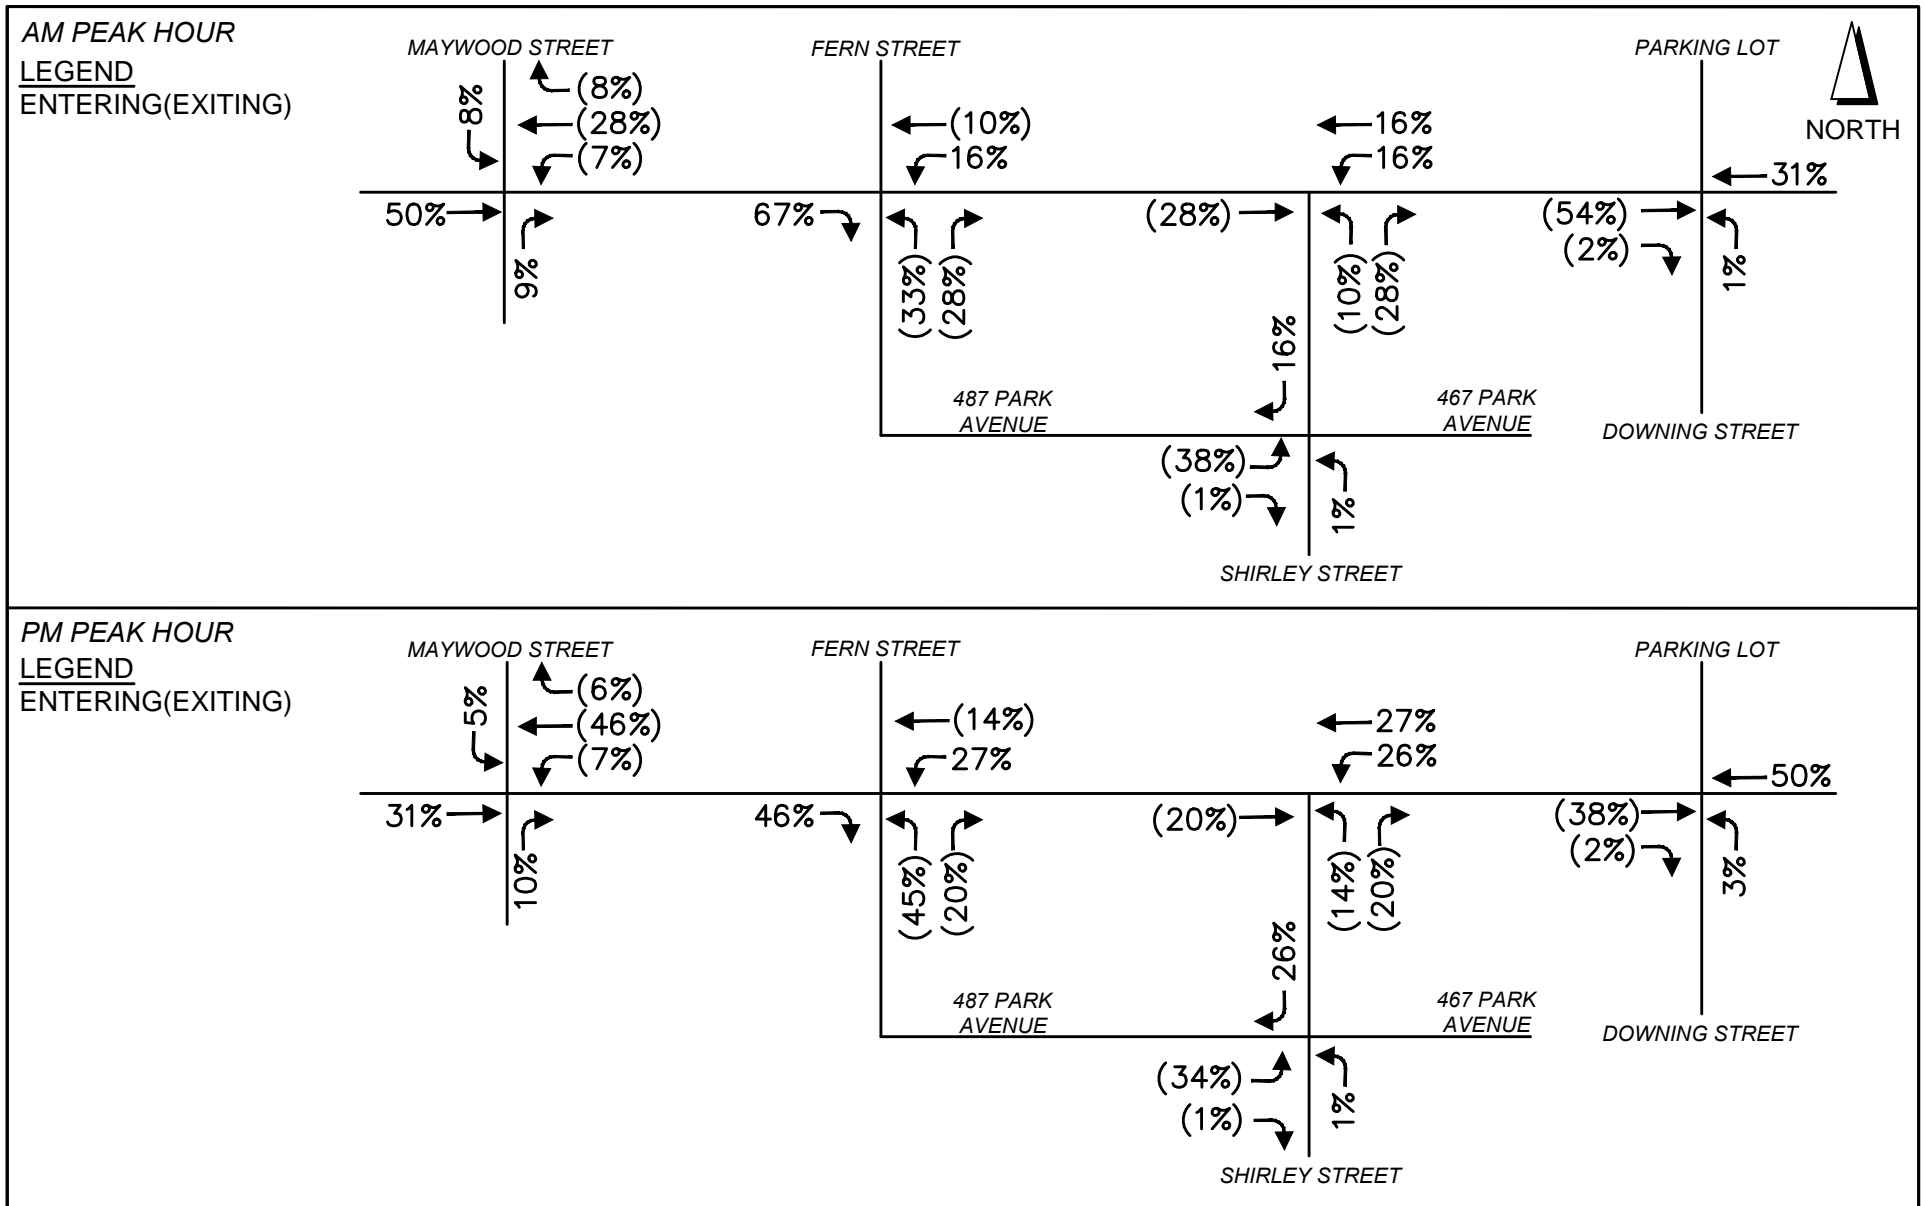 AM PEAK HOUR
LEGEND
ENTERING(EXITING)
MAYWOOD STREET
FERN STREET
PARKING LOT
NORTH
8%
(8%)
(28%)
(7%)
(10%)
16%
16%
16%
31%
50%
9%
67%
(33%)
(28%)
(28%)
(10%)
(28%)
(54%)
(2%)
1%
16%
487 PARK
AVENUE
467 PARK
AVENUE
DOWNING STREET
(38%)
(1%)
1%
SHIRLEY STREET
PM PEAK HOUR
LEGEND
ENTERING(EXITING)
MAYWOOD STREET
FERN STREET
PARKING LOT
5%
(6%)
(46%)
(7%)
(14%)
27%
27%
26%
50%
31%
10%
46%
(45%)
(20%)
(20%)
(14%)
(20%)
(38%)
(2%)
3%
26%
487 PARK
AVENUE
467 PARK
AVENUE
DOWNING STREET
(34%)
(1%)
1%
SHIRLEY STREET